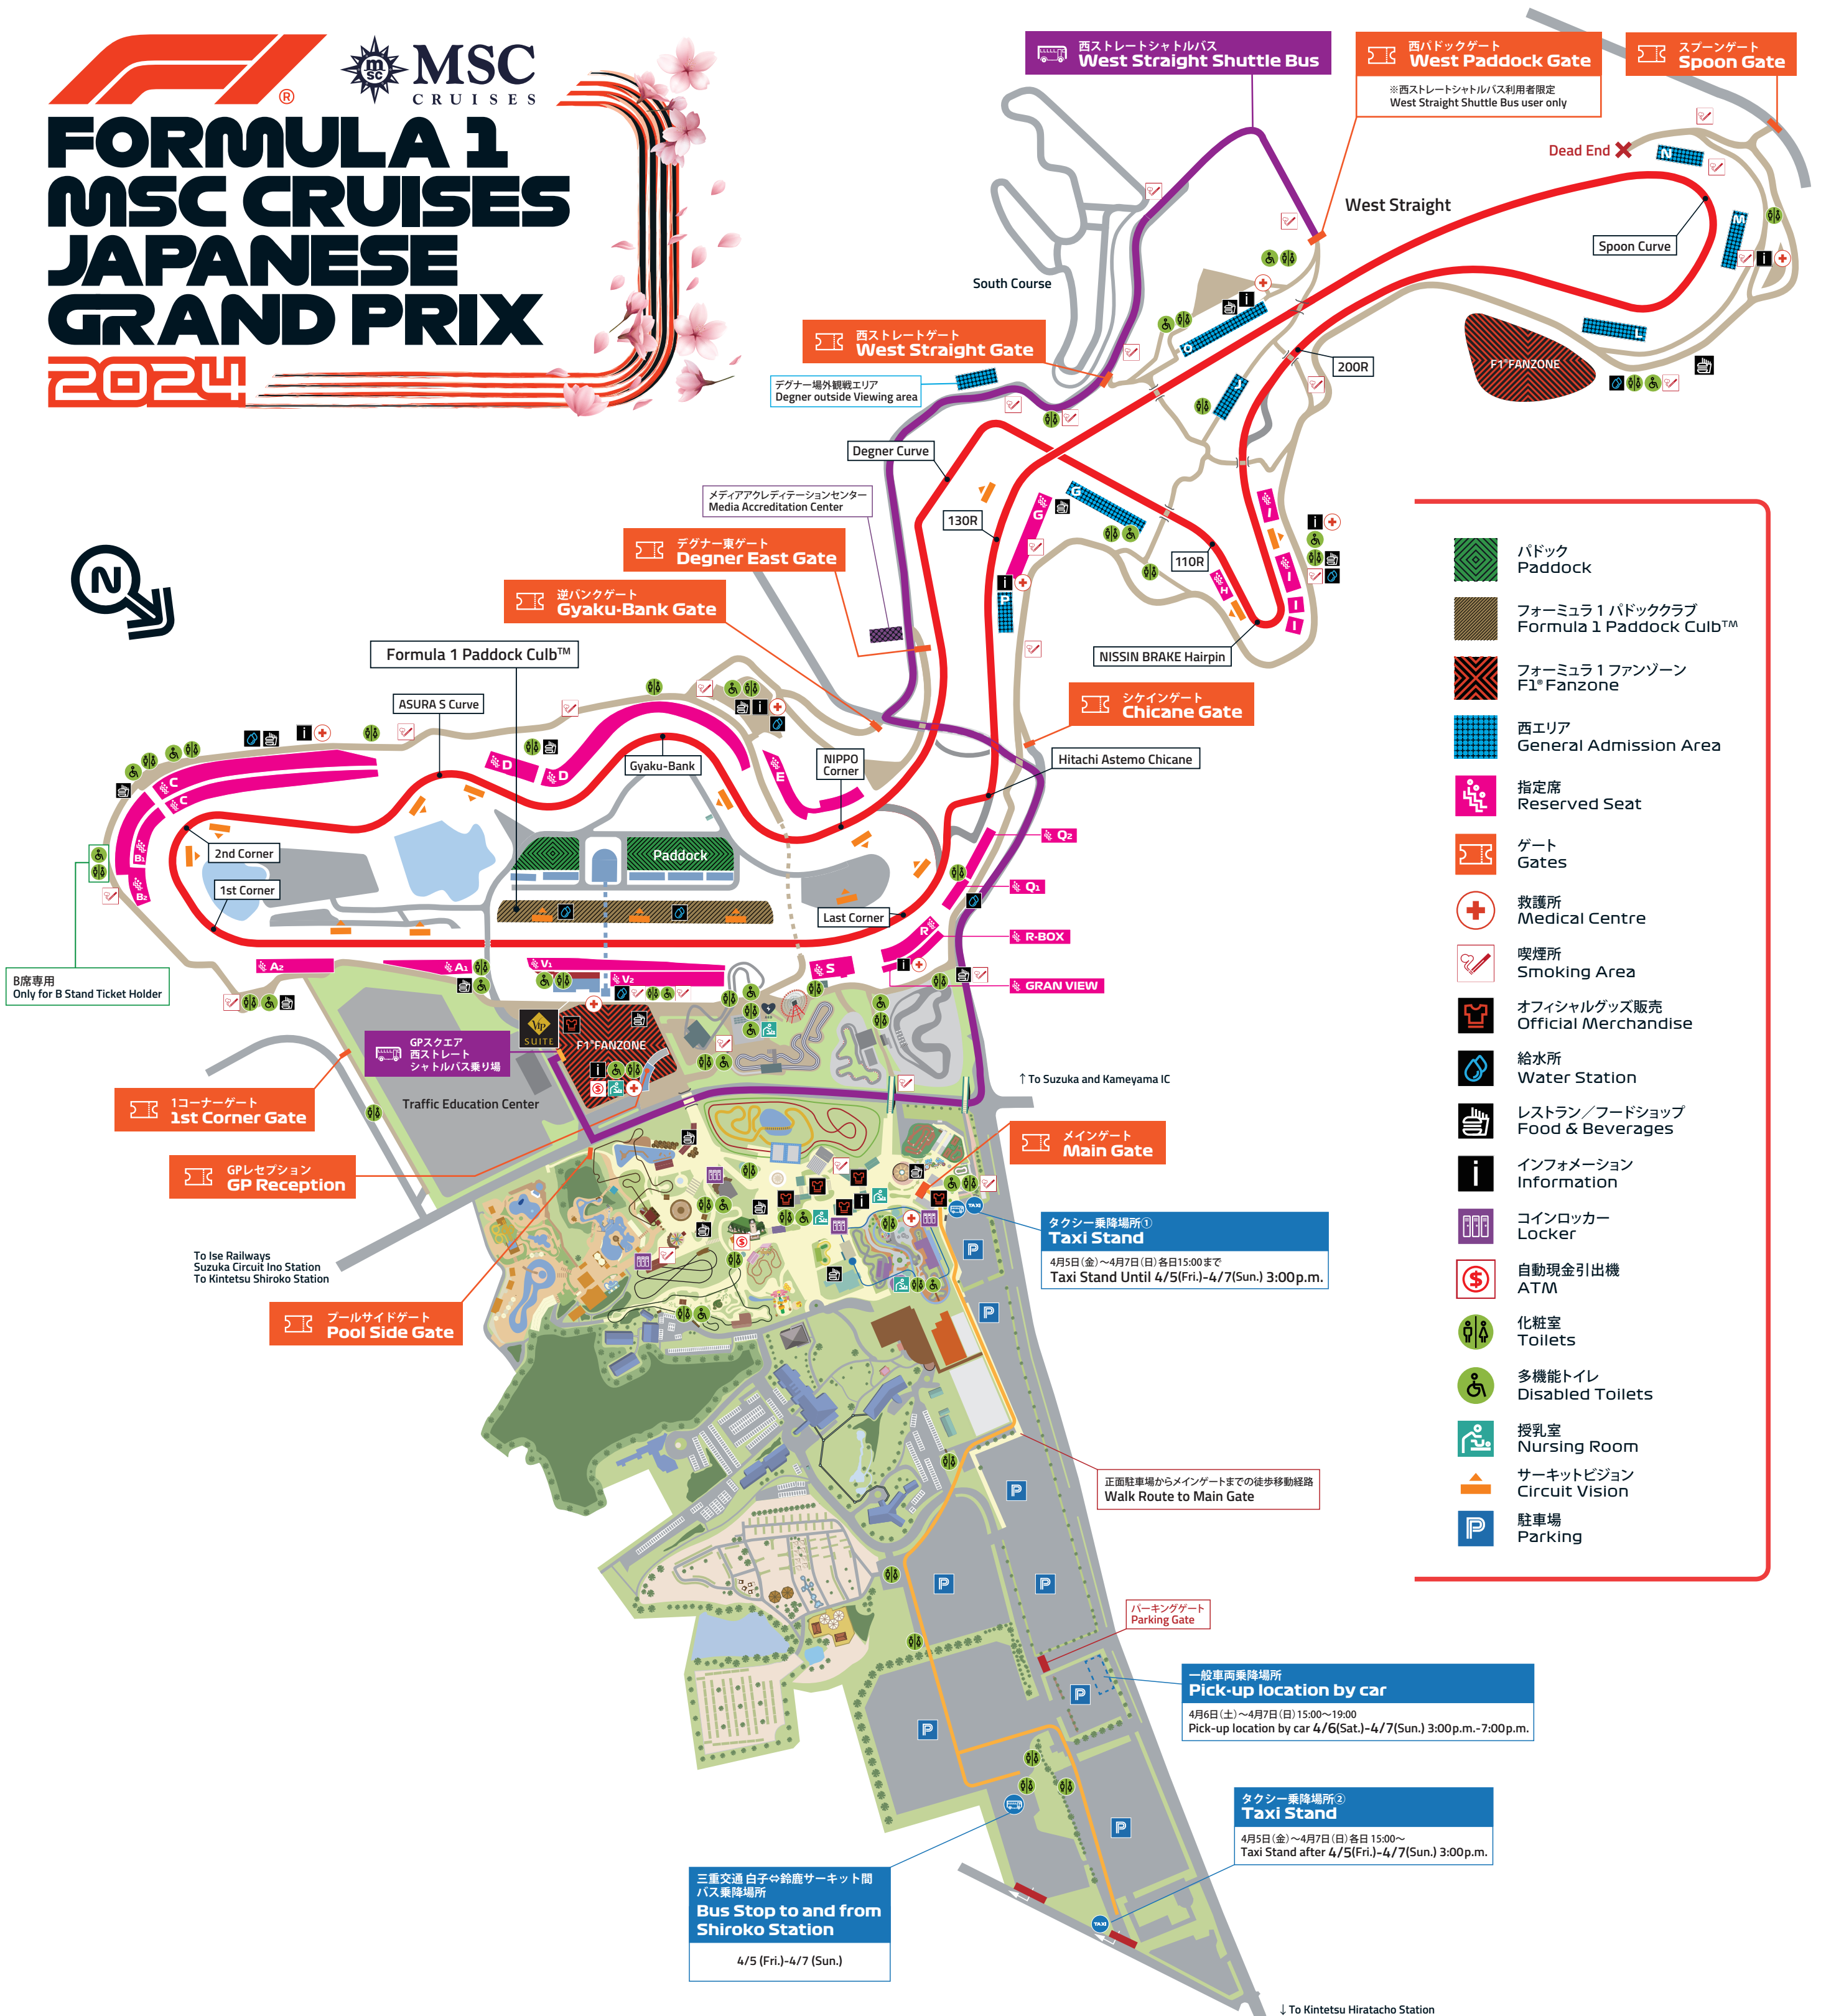 F1®
msc
MSC
CRUISES
FORMULA 1
MSC CRUISES
JAPANESE
GRAND PRIX
2024
西ストレートシャトルバス
West Straight Shuttle Bus
西パドックゲート
West Paddock Gate
※西ストレートシャトルバス利用者限定
West Straight Shuttle Bus user only
スプーンゲート
Spoon Gate
Dead End
N
West Straight
M
Spoon Curve
South Course
O
L
西ストレートゲート
West Straight Gate
F1®FANZONE
200R
デグナー場外観戦エリア
Degner outside Viewing area
J
Degner Curve
メディアアクレディテーションセンター
Media Accreditation Center
G
G
I
130R
デグナー東ゲート
Degner East Gate
110R
I
H
I
I
P
逆バンクゲート
Gyaku-Bank Gate
N
Formula 1 Paddock Culb™
NISSIN BRAKE Hairpin
ASURA S Curve
シケインゲート
Chicane Gate
Gyaku-Bank
NIPPO
Corner
Hitachi Astemo Chicane
D
D
E
C
C
Q2
2nd Corner
Paddock
B1
B2
1st Corner
Q1
Last Corner
R
R-BOX
A2
A1
V1
V2
S
GRAN VIEW
B席専用
Only for B Stand Ticket Holder
VIP
SUITE
F1®FANZONE
GPスクエア
西ストレート
シャトルバス乗り場
↑To Suzuka and Kameyama IC
1コーナーゲート
1st Corner Gate
Traffic Education Center
メインゲート
Main Gate
GPレセプション
GP Reception
TAXI
タクシー乗降場所①
Taxi Stand
4月5日(金)〜4月7日(日)各日15:00まで
Taxi Stand Until 4/5(Fri.)-4/7(Sun.) 3:00p.m.
To Ise Railways
Suzuka Circuit Ino Station
To Kintetsu Shiroko Station
プールサイドゲート
Pool Side Gate
P
P
正面駐車場からメインゲートまでの徒歩移動経路
Walk Route to Main Gate
P
P
P
パーキングゲート
Parking Gate
一般車両乗降場所
Pick-up location by car
4月6日(土)〜4月7日(日)15:00〜19:00
Pick-up location by car 4/6(Sat.)-4/7(Sun.) 3:00p.m.-7:00p.m.
P
P
P
タクシー乗降場所②
Taxi Stand
4月5日(金)〜4月7日(日)各日 15:00〜
Taxi Stand after 4/5(Fri.)-4/7(Sun.) 3:00p.m.
三重交通 白子⇔鈴鹿サーキット間
バス乗降場所
Bus Stop to and from
Shiroko Station
4/5 (Fri.)-4/7 (Sun.)
TAXI
↓To Kintetsu Hiratacho Station
パドック
Paddock
フォーミュラ 1 パドッククラブ
Formula 1 Paddock Culb™
フォーミュラ 1 ファンゾーン
F1® Fanzone
西エリア
General Admission Area
指定席
Reserved Seat
ゲート
Gates
救護所
Medical Centre
喫煙所
Smoking Area
オフィシャルグッズ販売
Official Merchandise
給水所
Water Station
レストラン／フードショップ
Food & Beverages
インフォメーション
Information
コインロッカー
Locker
自動現金引出機
ATM
化粧室
Toilets
多機能トイレ
Disabled Toilets
授乳室
Nursing Room
サーキットビジョン
Circuit Vision
駐車場
Parking